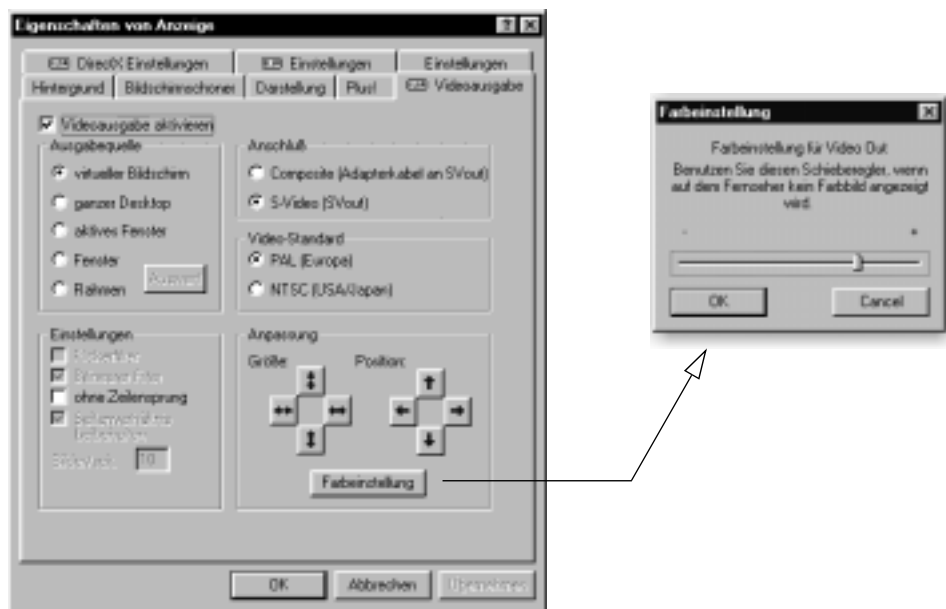 Eigenschaften von Anzeige
DirectX Einstellungen
Einstellungen
Einstellungen
Hintergrund
Bildschirmschoner
Darstellung
Plus!
Videoausgabe
Videoausgabe aktivieren
Ausgabequelle
virtueller Bildschirm
ganzer Desktop
aktives Fenster
Fenster
Rahmen
Auswahl
Anschluß
Composite (Adapterkabel an SVout)
S-Video (SVout)
Video-Standard
PAL (Europa)
NTSC (USA/Japan)
Einstellungen
ohne Zeilensprung
10
Anpassung
Größe:
Position:
Farbeinstellung
OK
Abbrechen
Übernehmen
Farbeinstellung
Farbeinstellung für Video Out
Benutzen Sie diesen Schieberegler, wenn
auf dem Fernseher kein Farbbild angezeigt
wird.
- +
OK
Cancel